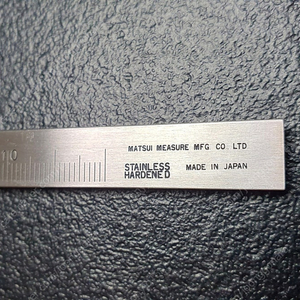 10
MATSUI MEASURE MFG CO. LTD
STAINLESS HARDENED MADE IN JAPAN